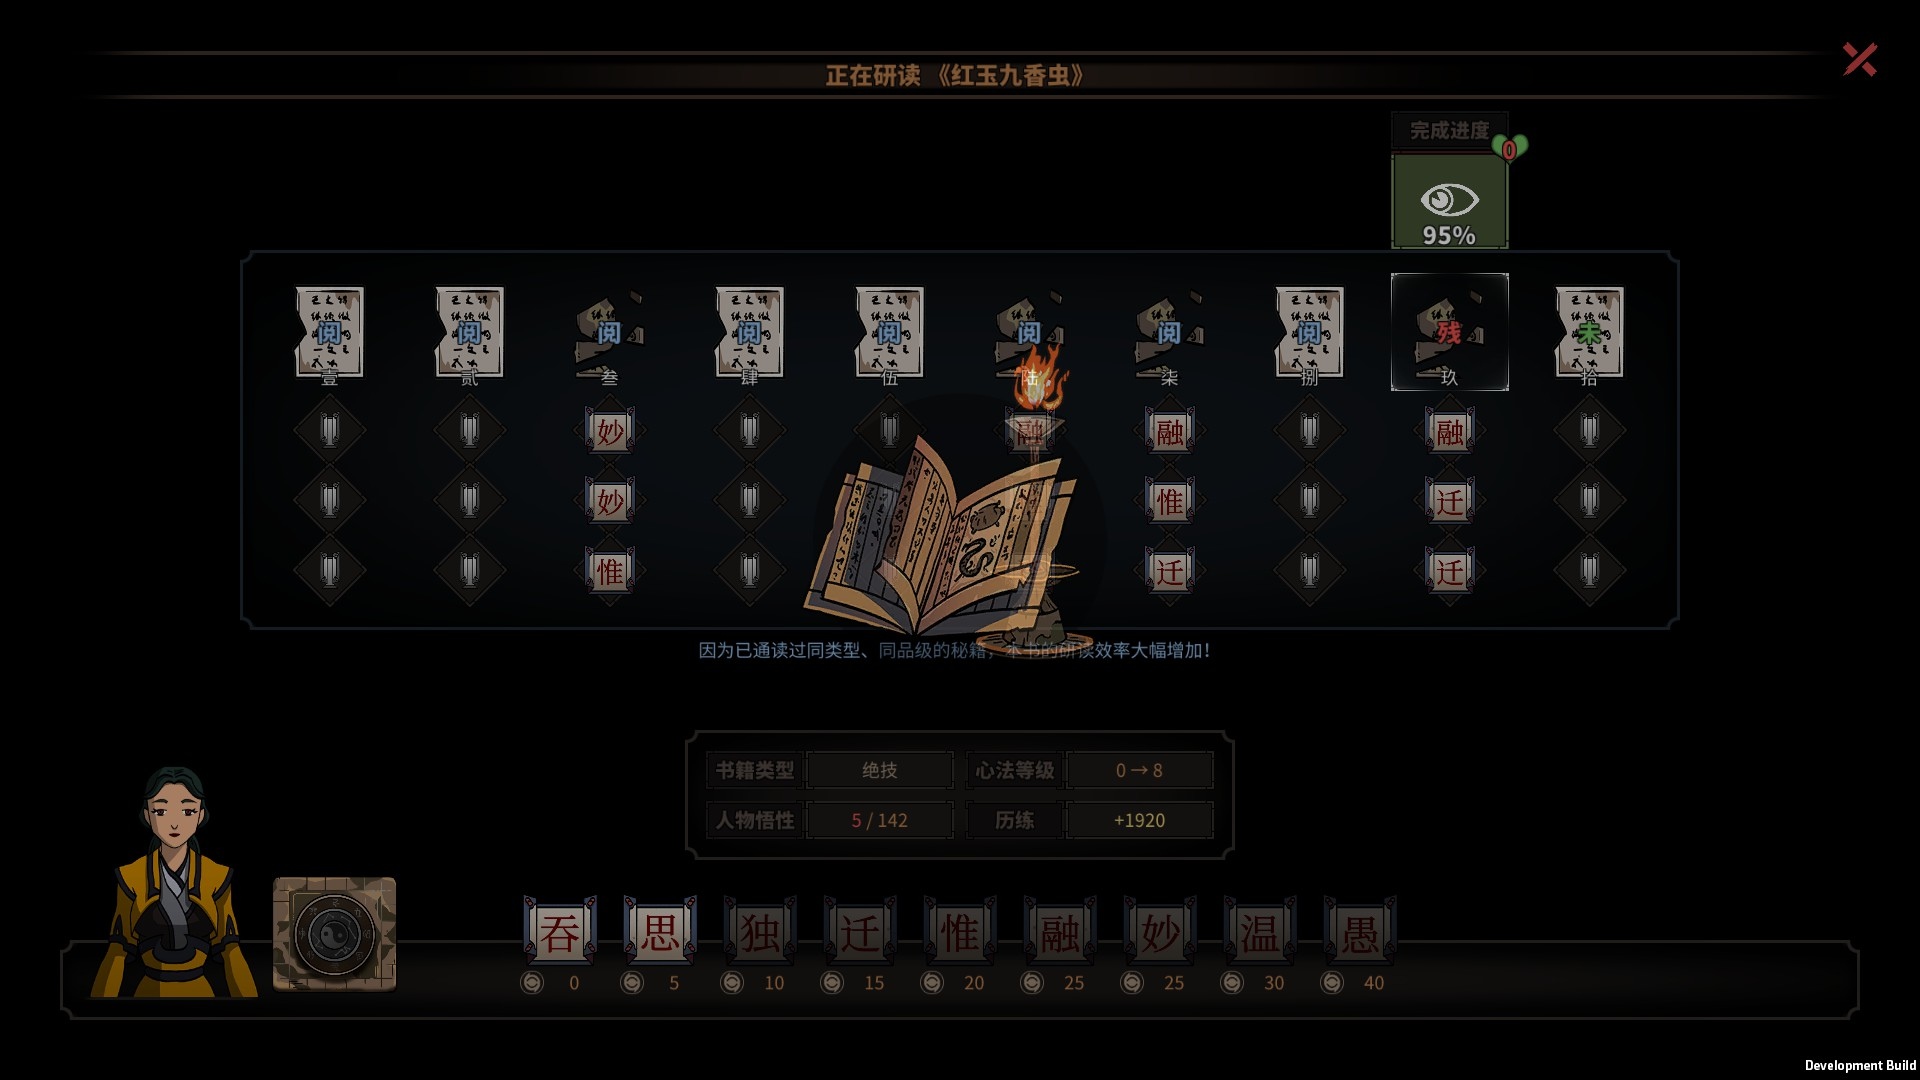 正在研读 《红玉九香虫》
完成进度
0
95%
阅 阅 阅 阅 阅 阅 阅 阅 残 未
壹 贰 叁 肆 伍 陆 柒 捌 玖 拾
妙 融 融 融
妙 惟 迁
惟 迁 迁
因为已通读过同类型、同品级的秘籍，本书的研读效率大幅增加！
书籍类型 绝技 心法等级 0→8
人物悟性 5 / 142 历练 +1920
吞 思 独 迁 惟 融 妙 温 愚
0 5 10 15 20 25 25 30 40
Development Build